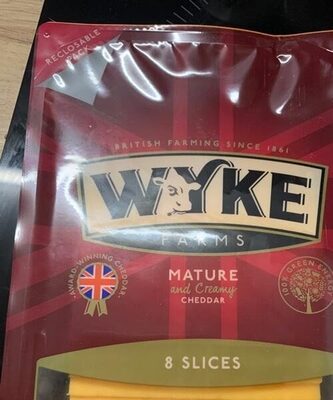 RECLOSABLE
PACK
BRITISH FARMING SINCE 1861
WYKE
FARMS
AWARD-WINNING CHEDDAR
MATURE
and Creamy
CHEDDAR
100% GREEN
8 SLICES